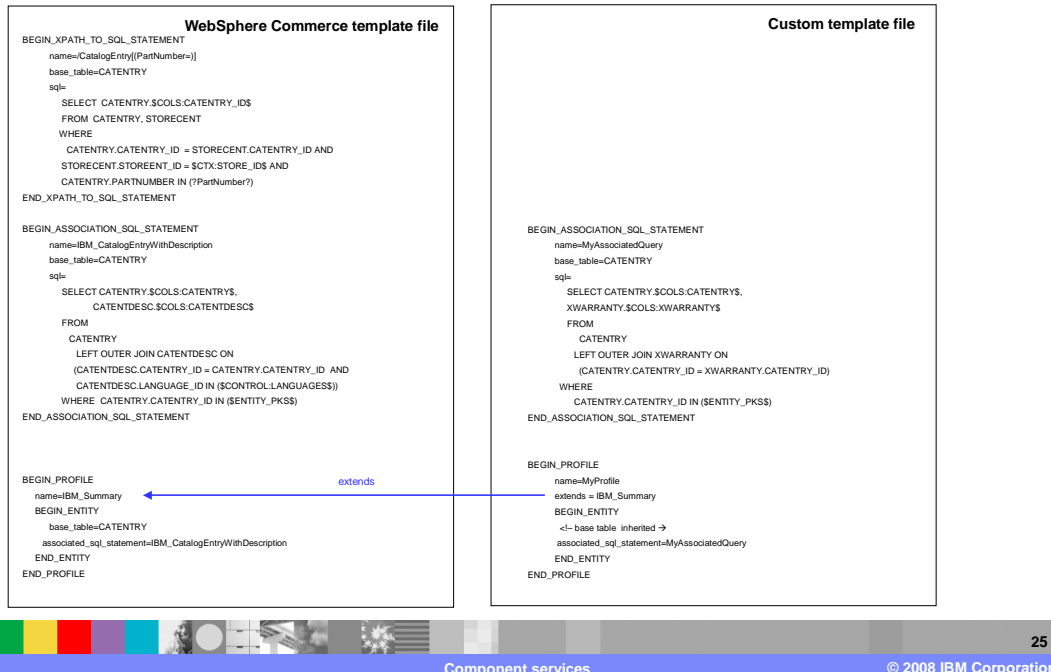 WebSphere Commerce template file
BEGIN_XPATH_TO_SQL_STATEMENT
name=/CatalogEntry[(PartNumber=)]
base_table=CATENTRY
sql=
SELECT CATENTRY.$COLS:CATENTRY_ID$
FROM CATENTRY, STORECENT
WHERE
CATENTRY.CATENTRY_ID = STORECENT.CATENTRY_ID AND
STORECENT.STOREENT_ID = $CTX:STORE_ID$ AND
CATENTRY.PARTNUMBER IN (?PartNumber?)
END_XPATH_TO_SQL_STATEMENT
BEGIN_ASSOCIATION_SQL_STATEMENT
name=IBM_CatalogEntryWithDescription
base_table=CATENTRY
sql=
SELECT CATENTRY.$COLS:CATENTRY$,
CATENTDESC.$COLS:CATENTDESC$
FROM
CATENTRY
LEFT OUTER JOIN CATENTDESC ON
(CATENTDESC.CATENTRY_ID = CATENTRY.CATENTRY_ID AND
CATENTDESC.LANGUAGE_ID IN ($CONTROL:LANGUAGES$))
WHERE CATENTRY.CATENTRY_ID IN ($ENTITY_PKS$)
END_ASSOCIATION_SQL_STATEMENT
BEGIN_PROFILE
name=IBM_Summary
BEGIN_ENTITY
base_table=CATENTRY
associated_sql_statement=IBM_CatalogEntryWithDescription
END_ENTITY
END_PROFILE
extends
Custom template file
BEGIN_ASSOCIATION_SQL_STATEMENT
name=MyAssociatedQuery
base_table=CATENTRY
sql=
SELECT CATENTRY.$COLS:CATENTRY$,
XWARRANTY.$COLS:XWARRANTY$
FROM
CATENTRY
LEFT OUTER JOIN XWARRANTY ON
(CATENTRY.CATENTRY_ID = XWARRANTY.CATENTRY_ID)
WHERE
CATENTRY.CATENTRY_ID IN ($ENTITY_PKS$)
END_ASSOCIATION_SQL_STATEMENT
BEGIN_PROFILE
name=MyProfile
extends = IBM_Summary
BEGIN_ENTITY
<!– base table inherited →
associated_sql_statement=MyAssociatedQuery
END_ENTITY
END_PROFILE
25
Component services
© 2008 IBM Corporation